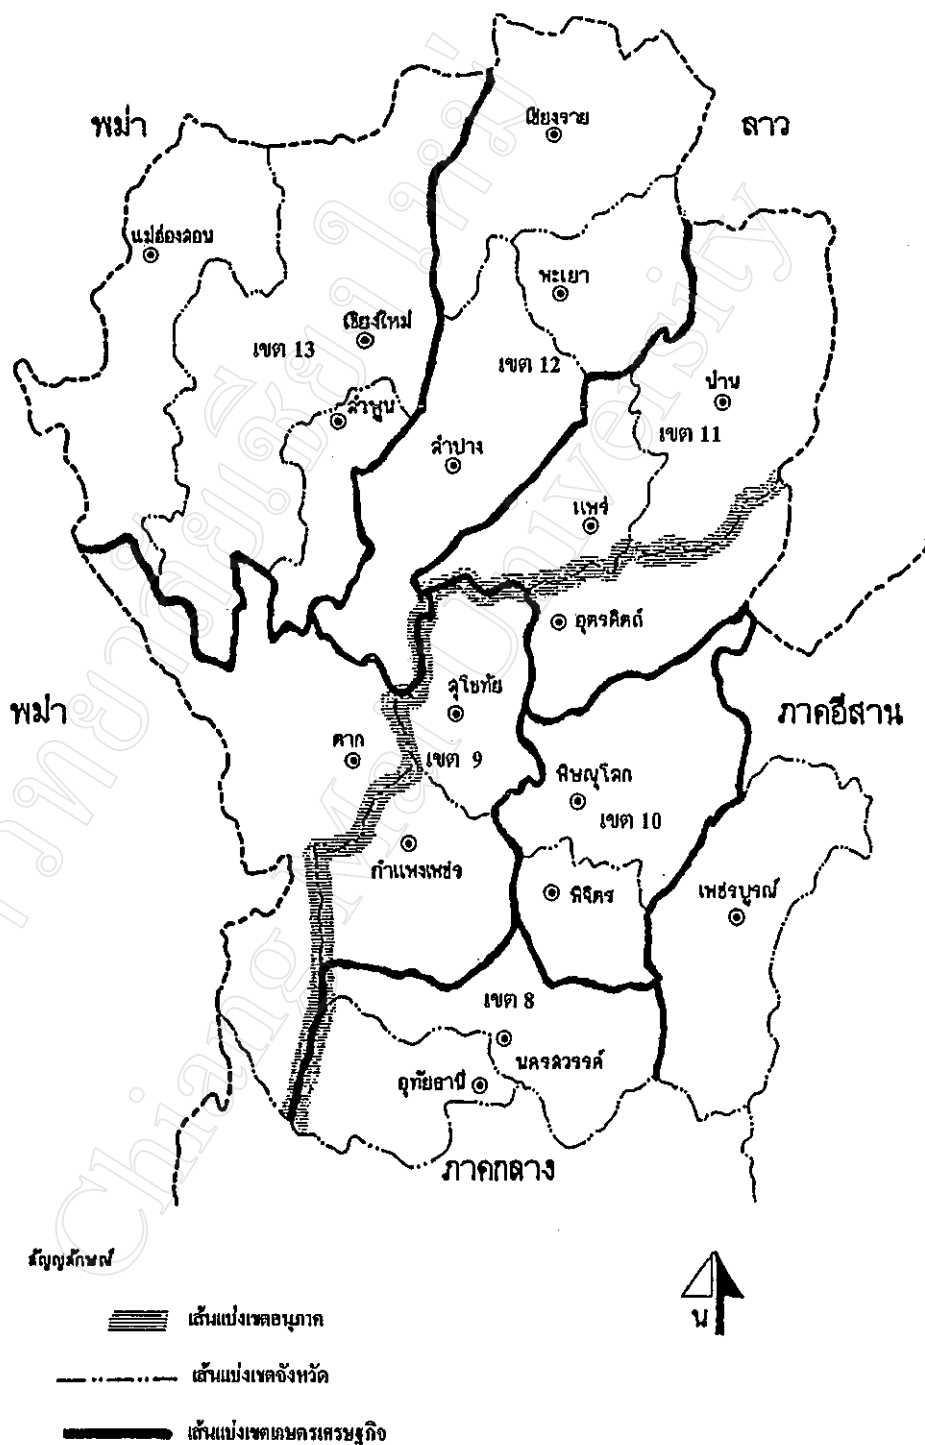 พม่า
ลาว
เชียงราย
แม่ฮ่องสอน
พะเยา
เชียงใหม่
เขต 13
เขต 12
น่าน
ลำพูน
เขต 11
ลำปาง
แพร่
อุตรดิตถ์
สุโขทัย
พม่า
ภาคอีสาน
ตาก
เขต 9
พิษณุโลก
เขต 10
กำแพงเพชร
พิจิตร
เพชรบูรณ์
เขต 8
นครสวรรค์
อุทัยธานี
ภาคกลาง
สัญญลักษณ์
น
เส้นแบ่งเขตอนุภาค
เส้นแบ่งเขตจังหวัด
เส้นแบ่งเขตเกษตรเศรษฐกิจ
Chiang Mai University